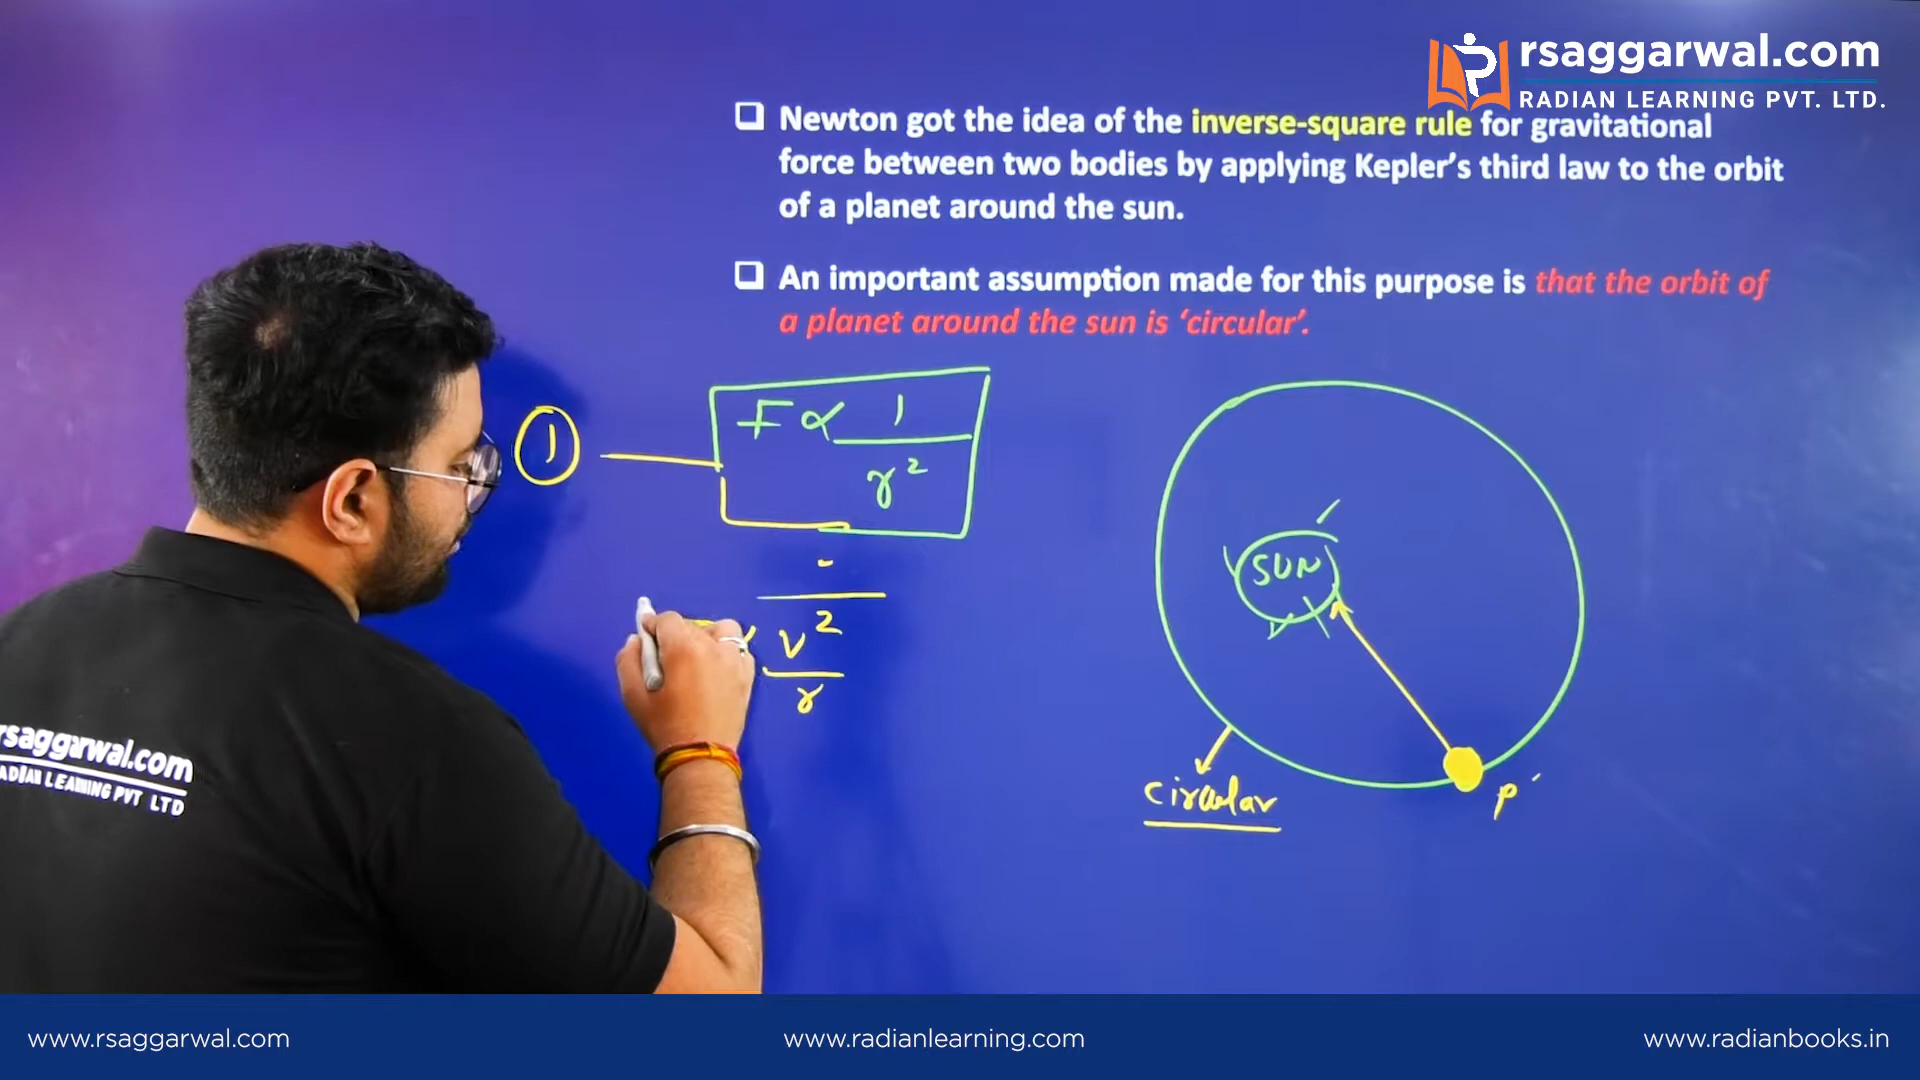 rsaggarwal.com
RADIAN LEARNING PVT. LTD.
❑ Newton got the idea of the inverse-square rule for gravitational
force between two bodies by applying Kepler's third law to the orbit
of a planet around the sun.
❑ An important assumption made for this purpose is that the orbit of
a planet around the sun is 'circular'.
1
F ∝ 1
r²
v²
r
SUN
circular
P
rsaggarwal.com
RADIAN LEARNING PVT LTD
www.rsaggarwal.com
www.radianlearning.com
www.radianbooks.in